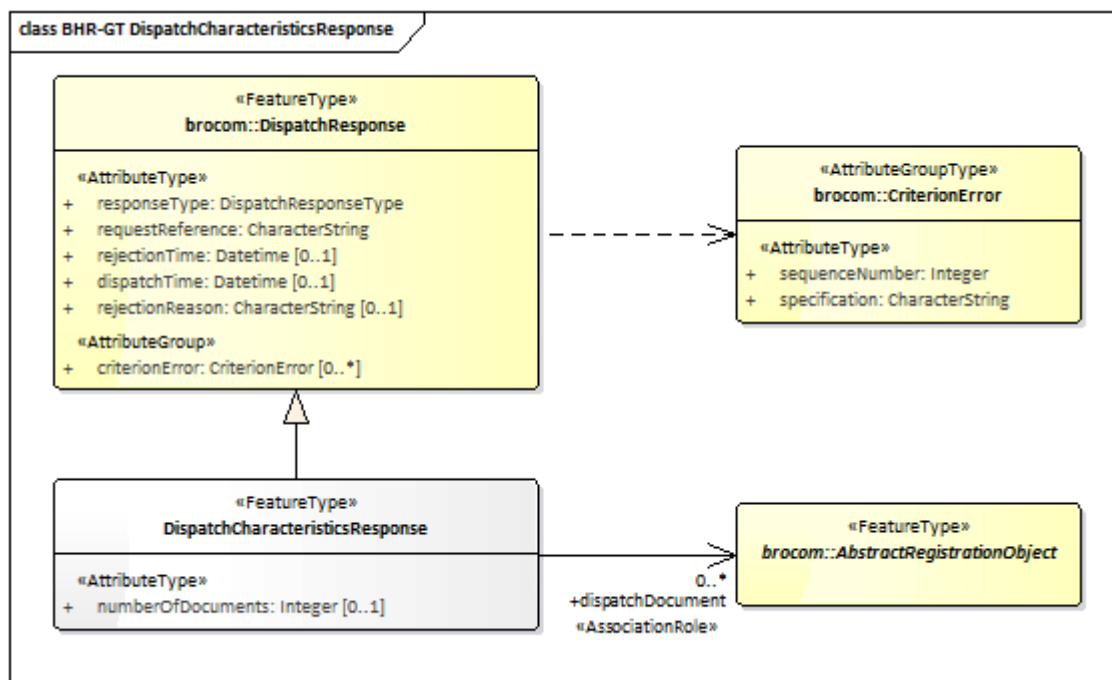 class BHR-GT DispatchCharacteristicsResponse
«FeatureType»
brocom::DispatchResponse
«AttributeType»
+ responseType: DispatchResponseType
+ requestReference: CharacterString
+ rejectionTime: Datetime [0..1]
+ dispatchTime: Datetime [0..1]
+ rejectionReason: CharacterString [0..1]
«AttributeGroup»
+ criterionError: CriterionError [0..*]
«AttributeGroupType»
brocom::CriterionError
«AttributeType»
+ sequenceNumber: Integer
+ specification: CharacterString
«FeatureType»
DispatchCharacteristicsResponse
«AttributeType»
+ numberOfDocuments: Integer [0..1]
0..*
+dispatchDocument
«AssociationRole»
«FeatureType»
brocom::AbstractRegistrationObject